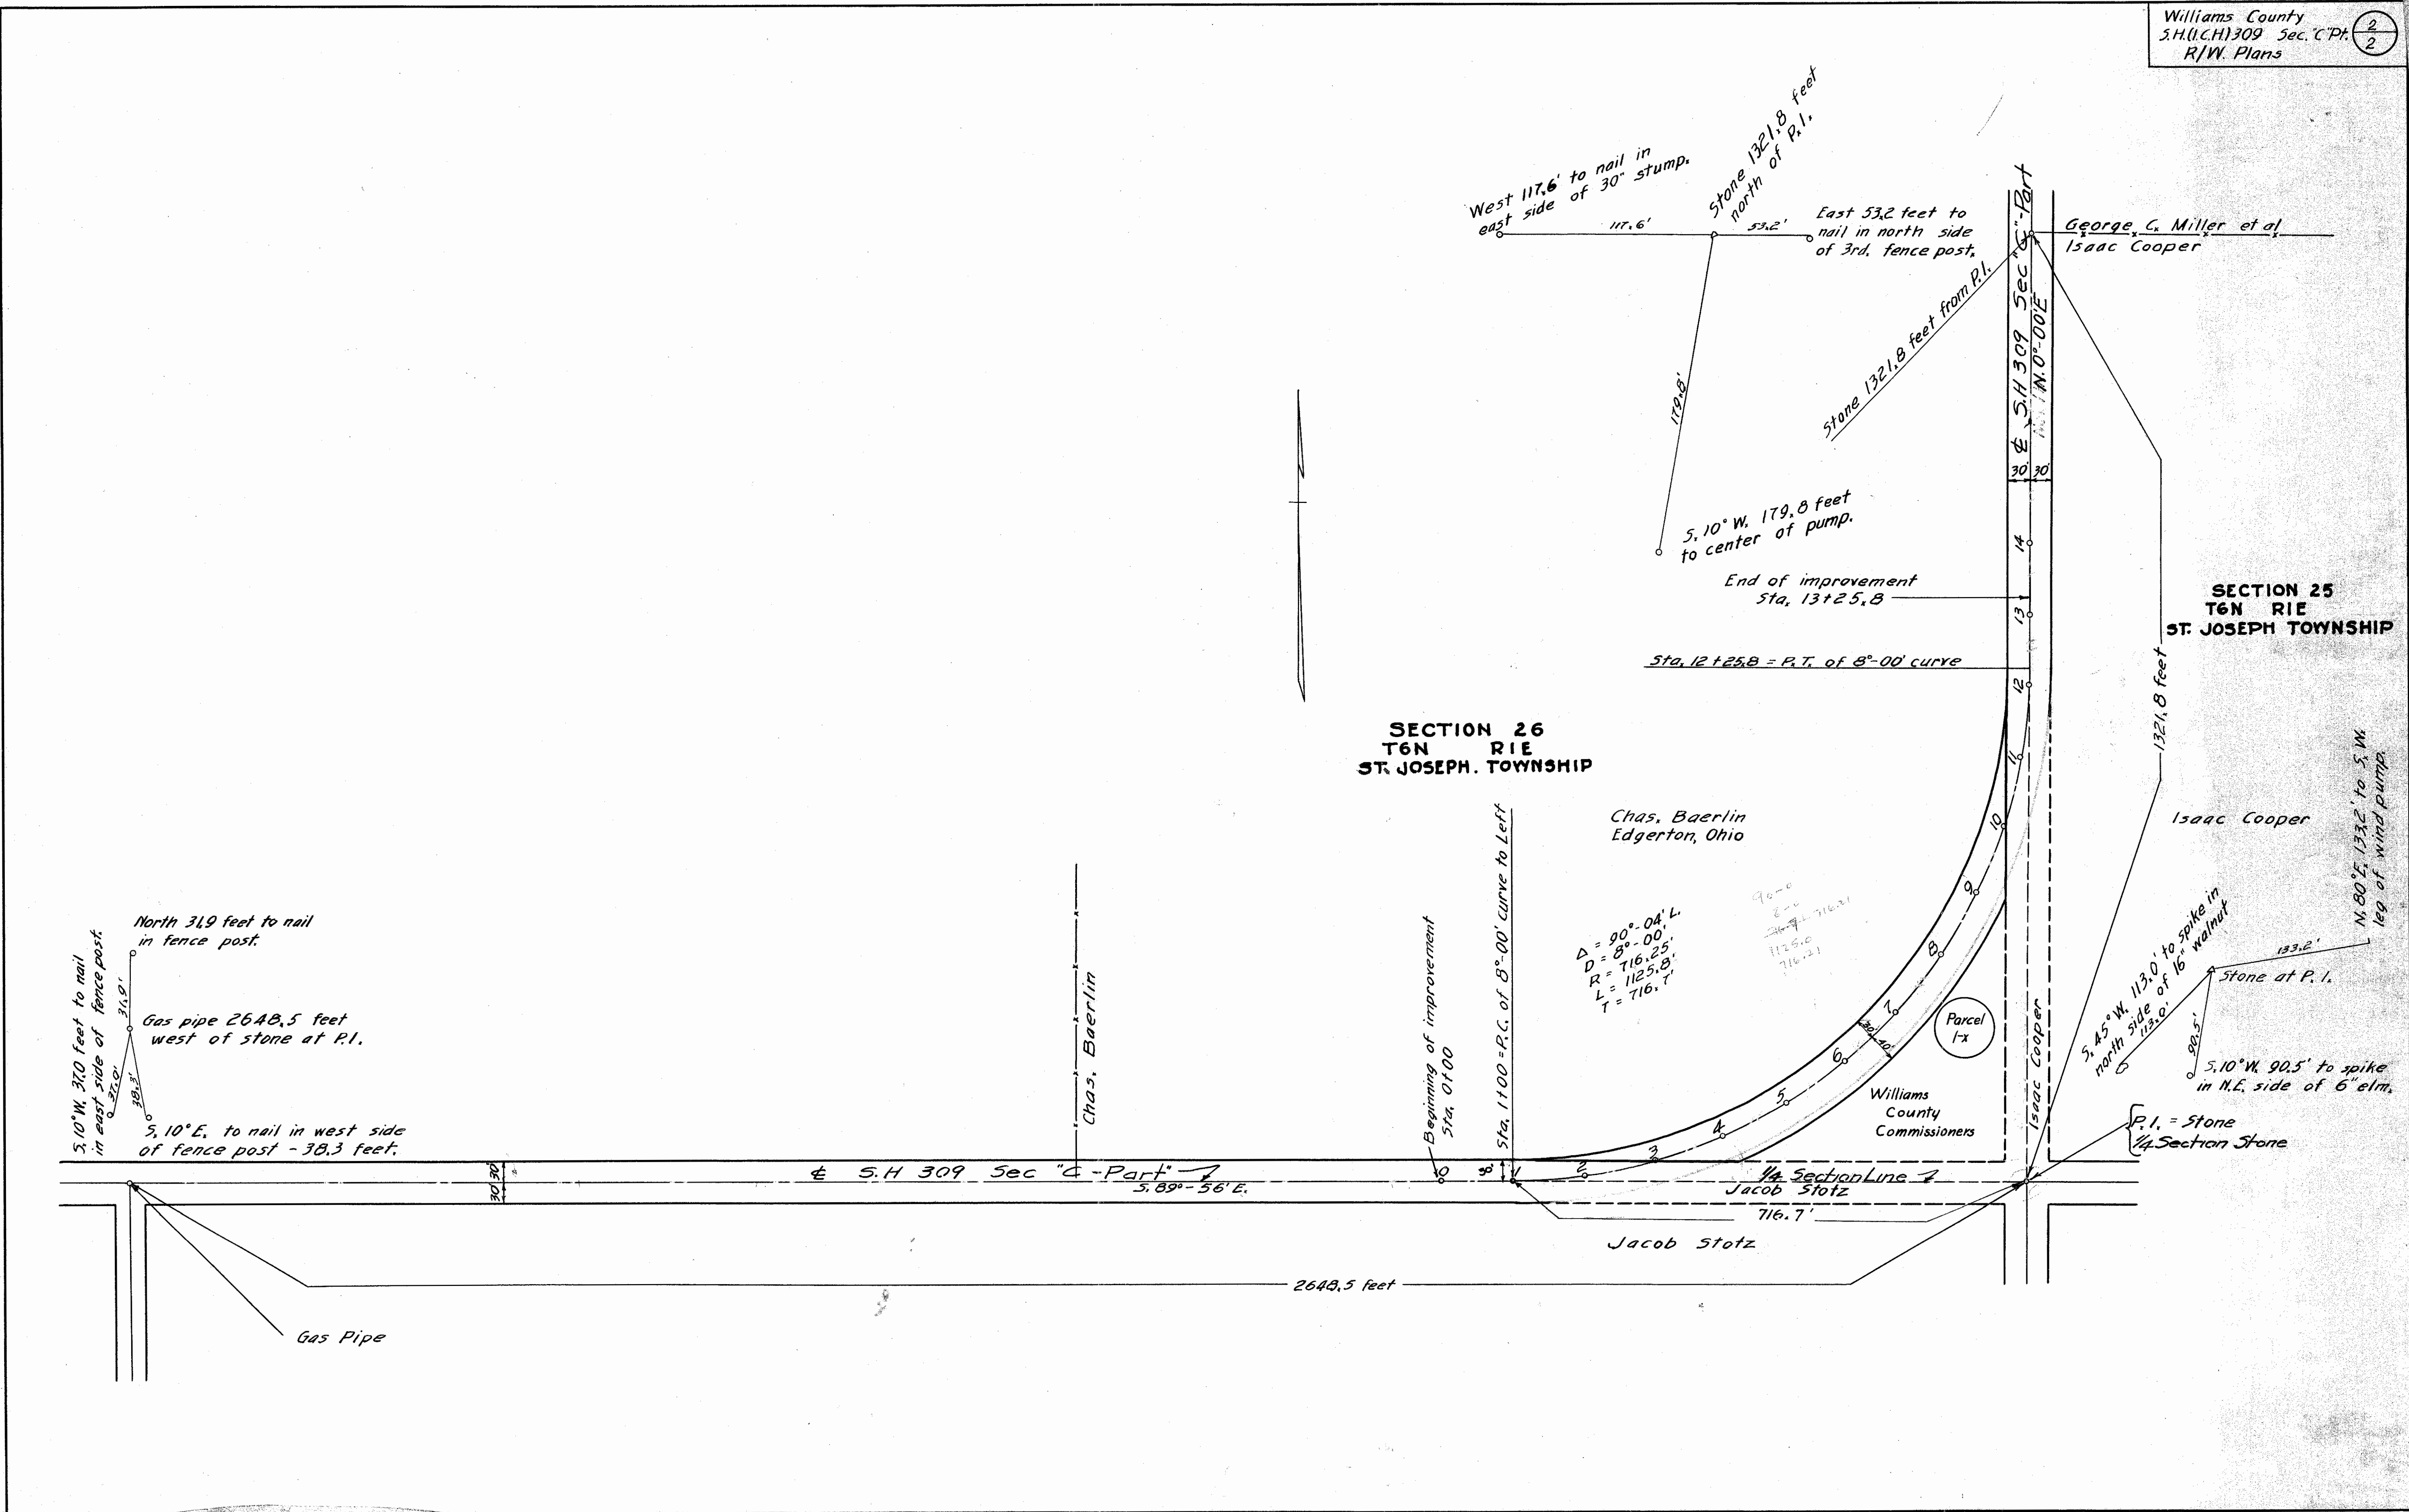 Williams County
S.H.(I.C.H) 309 Sec. "C" Pt.
R/W. Plans
2
2
West 117.6' to nail in
east side of 30" stump.
Stone 1321.8 feet
north of P.I.
117.6'
53.2'
East 53.2 feet to
nail in north side
of 3rd. fence post.
George C. Miller et al
Isaac Cooper
Stone 1321.8 feet from P.I.
℄ S.H 309 Sec "C"-Part
N.0°-00'E
179.8'
30' 30'
S. 10° W. 179.8 feet
to center of pump.
14
End of improvement
Sta. 13+25.8
13
SECTION 25
T6N R1E
ST. JOSEPH TOWNSHIP
Sta. 12+25.8 = P.T. of 8°-00' curve
12
1321.8 feet
SECTION 26
T6N R1E
ST. JOSEPH. TOWNSHIP
11
Chas. Baerlin
Edgerton, Ohio
10
Isaac Cooper
N. 80° E. 133.2' to S.W.
leg of wind pump.
Δ = 90°-04' L.
D = 8°-00'
R = 716.25'
L = 1125.8'
T = 716.7'
90-0
1125.0
716.21
9
8
7
6
5
4
3
2
1
0
S. 45° W. 113.0' to spike in
north side of 16" walnut
113.0'
133.2'
Stone at P.I.
90.5'
S. 10° W. 90.5' to spike
in N.E. side of 6" elm.
Parcel
1-x
30'
40'
Williams
County
Commissioners
Isaac Cooper
P.I. = Stone
1/4 Section Stone
North 31.9 feet to nail
in fence post.
31.9'
Gas pipe 2648.5 feet
west of stone at P.I.
S. 10° W. 37.0 feet to nail
in east side of fence post.
37.0'
38.3'
S. 10° E. to nail in west side
of fence post - 38.3 feet.
Chas. Baerlin
Beginning of improvement
Sta. 0+00
Sta. 1+00 = P.C. of 8°-00' curve to Left
30' 30'
℄ S.H 309 Sec "C-Part"
S. 89°-56' E.
30'
1/4 Section Line
Jacob Stotz
716.7'
Jacob Stotz
2648.5 feet
Gas Pipe